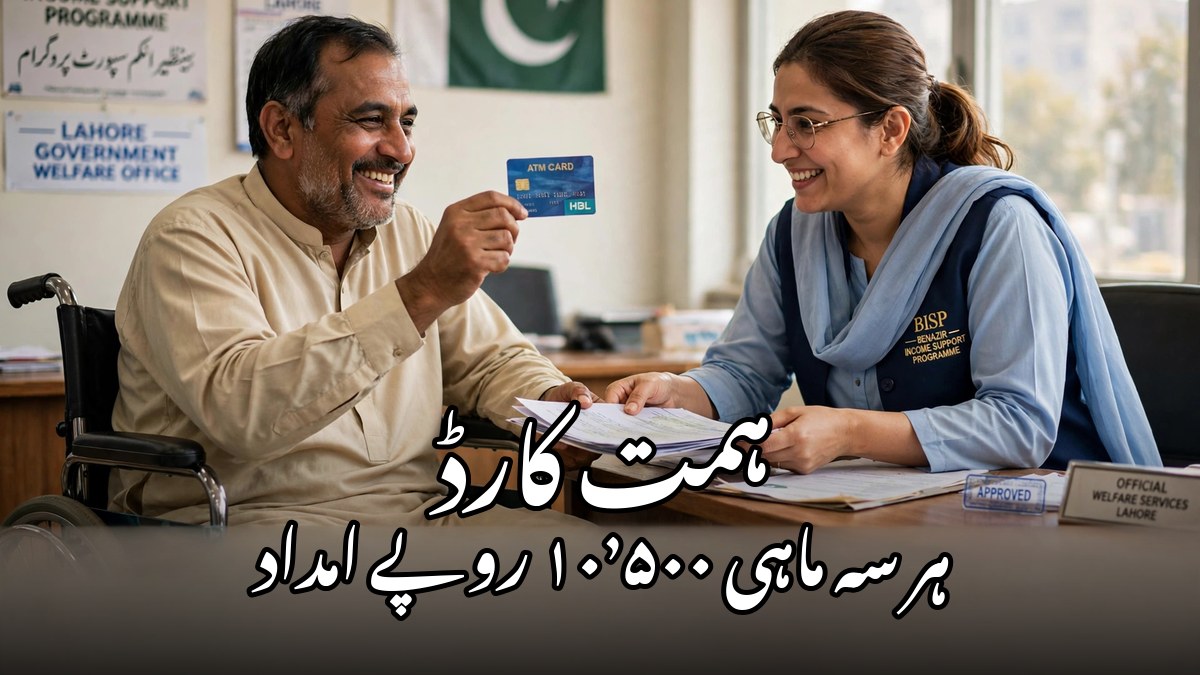 INCOME SUPPORT
PROGRAMME
بینظیر انکم سپورٹ پروگرام
LAHORE
LAHORE
GOVERNMENT
WELFARE OFFICE
ATM CARD
HBL
BISP
BENAZIR
INCOME SUPPORT
PROGRAMME
APPROVED
OFFICIAL
WELFARE SERVICES
LAHORE
ہمت کارڈ
ہر سہ ماہی ۱۰٬۵۰۰ روپے امداد